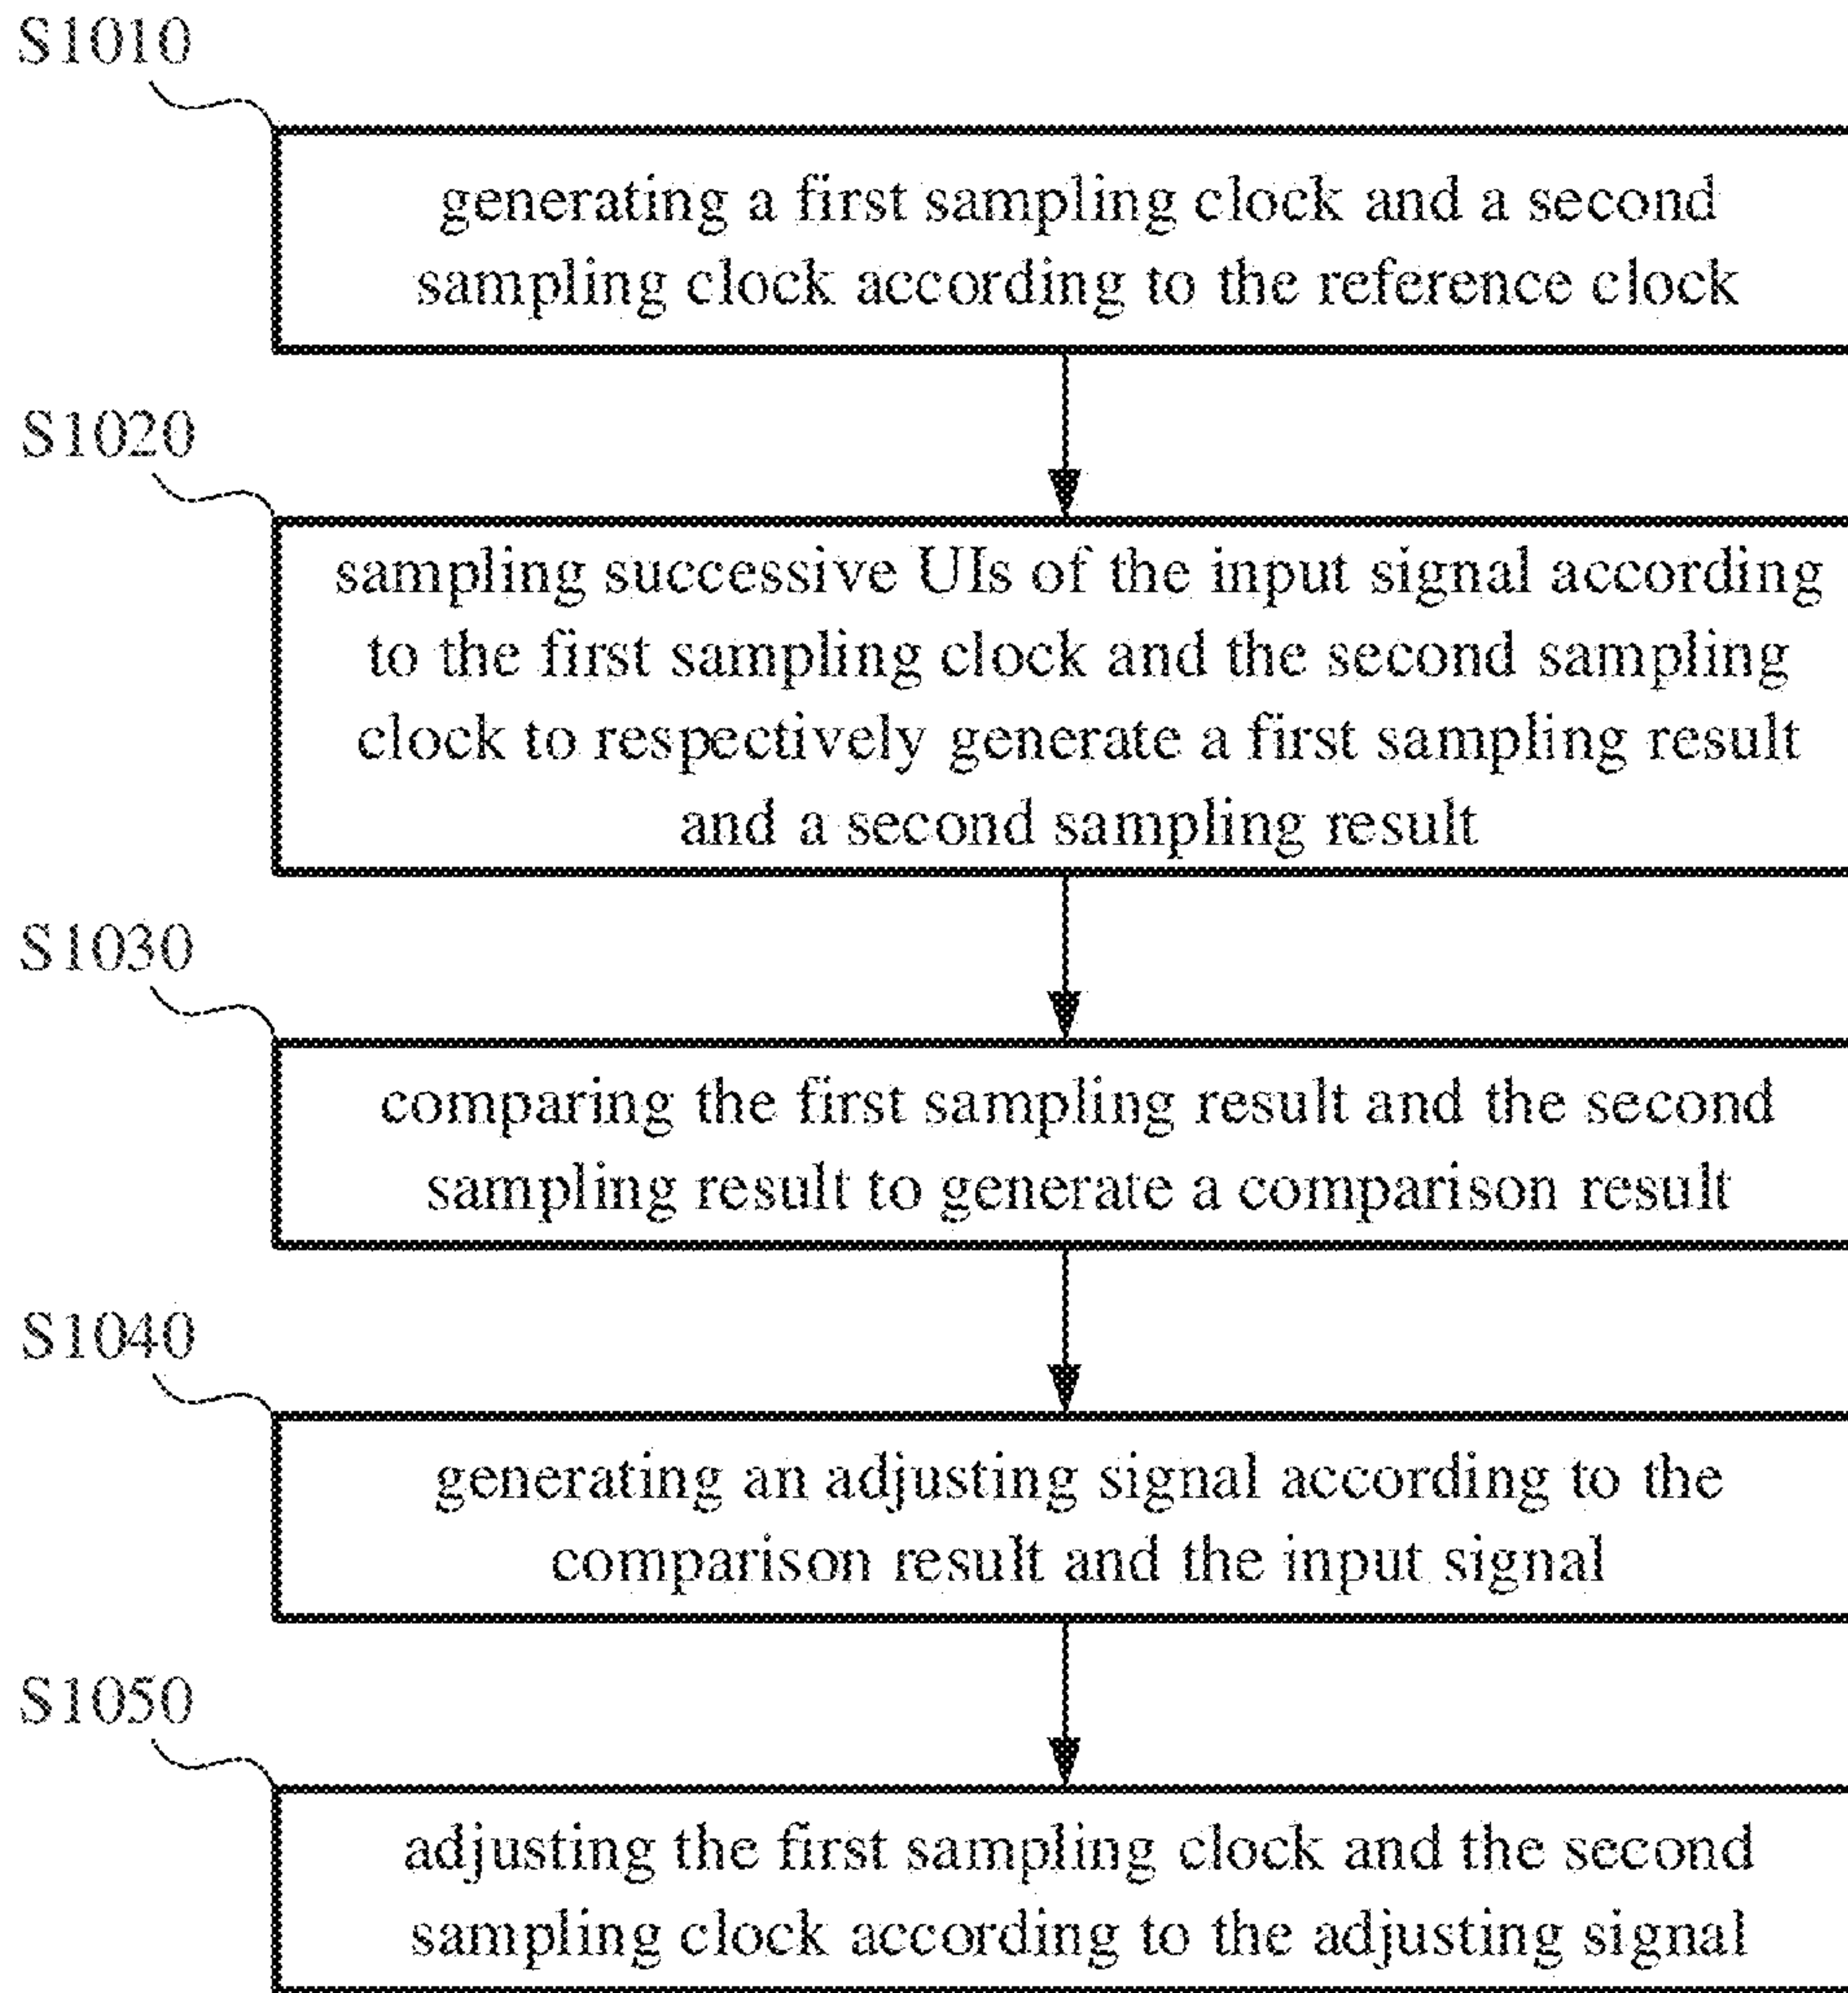 S1010
generating a first sampling clock and a second
sampling clock according to the reference clock
S1020
sampling successive UIs of the input signal according
to the first sampling clock and the second sampling
clock to respectively generate a first sampling result
and a second sampling result
S1030
comparing the first sampling result and the second
sampling result to generate a comparison result
S1040
generating an adjusting signal according to the
comparison result and the input signal
S1050
adjusting the first sampling clock and the second
sampling clock according to the adjusting signal